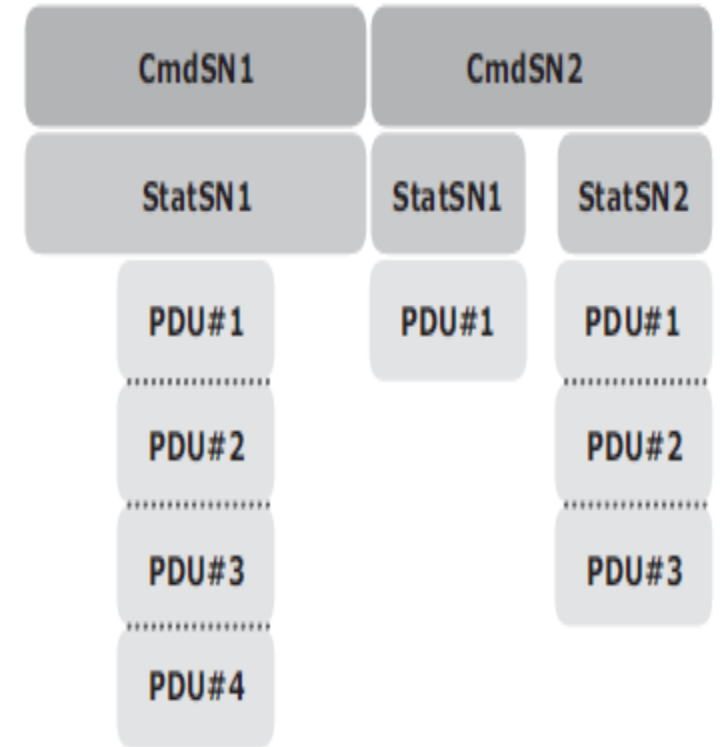 CmdSN1 CmdSN2
StatSN1 StatSN1 StatSN2
PDU#1 PDU#1 PDU#1
PDU#2 PDU#2
PDU#3 PDU#3
PDU#4